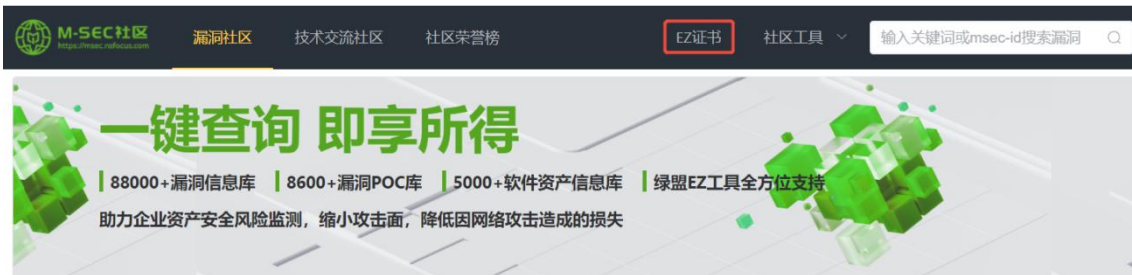 M-SEC社区
https://msec.nsfocus.com
漏洞社区 技术交流社区 社区荣誉榜 EZ证书 社区工具 输入关键词或msec-id搜索漏洞
一键查询 即享所得
88000+漏洞信息库 8600+漏洞POC库 5000+软件资产信息库 绿盟EZ工具全方位支持
助力企业资产安全风险监测，缩小攻击面，降低因网络攻击造成的损失